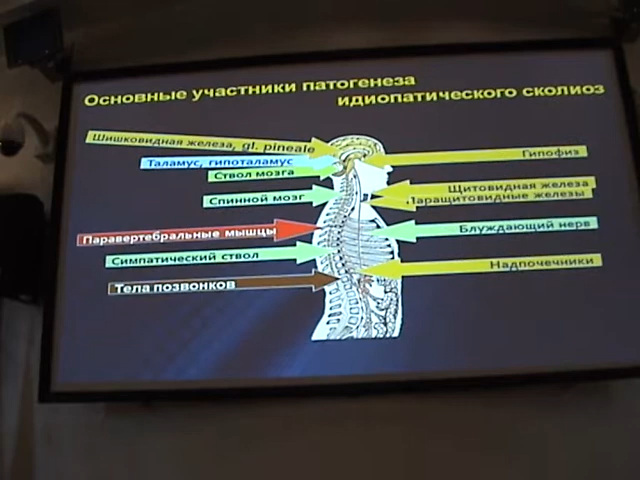 Основные участники патогенеза
идиопатического сколиоз
Шишковидная железа, gl. pineale
Таламус, гипоталамус
Ствол мозга
Спинной мозг
Паравертебральные мышцы
Симпатический ствол
Тела позвонков
Гипофиз
Щитовидная железа
Паращитовидные железы
Блуждающий нерв
Надпочечники